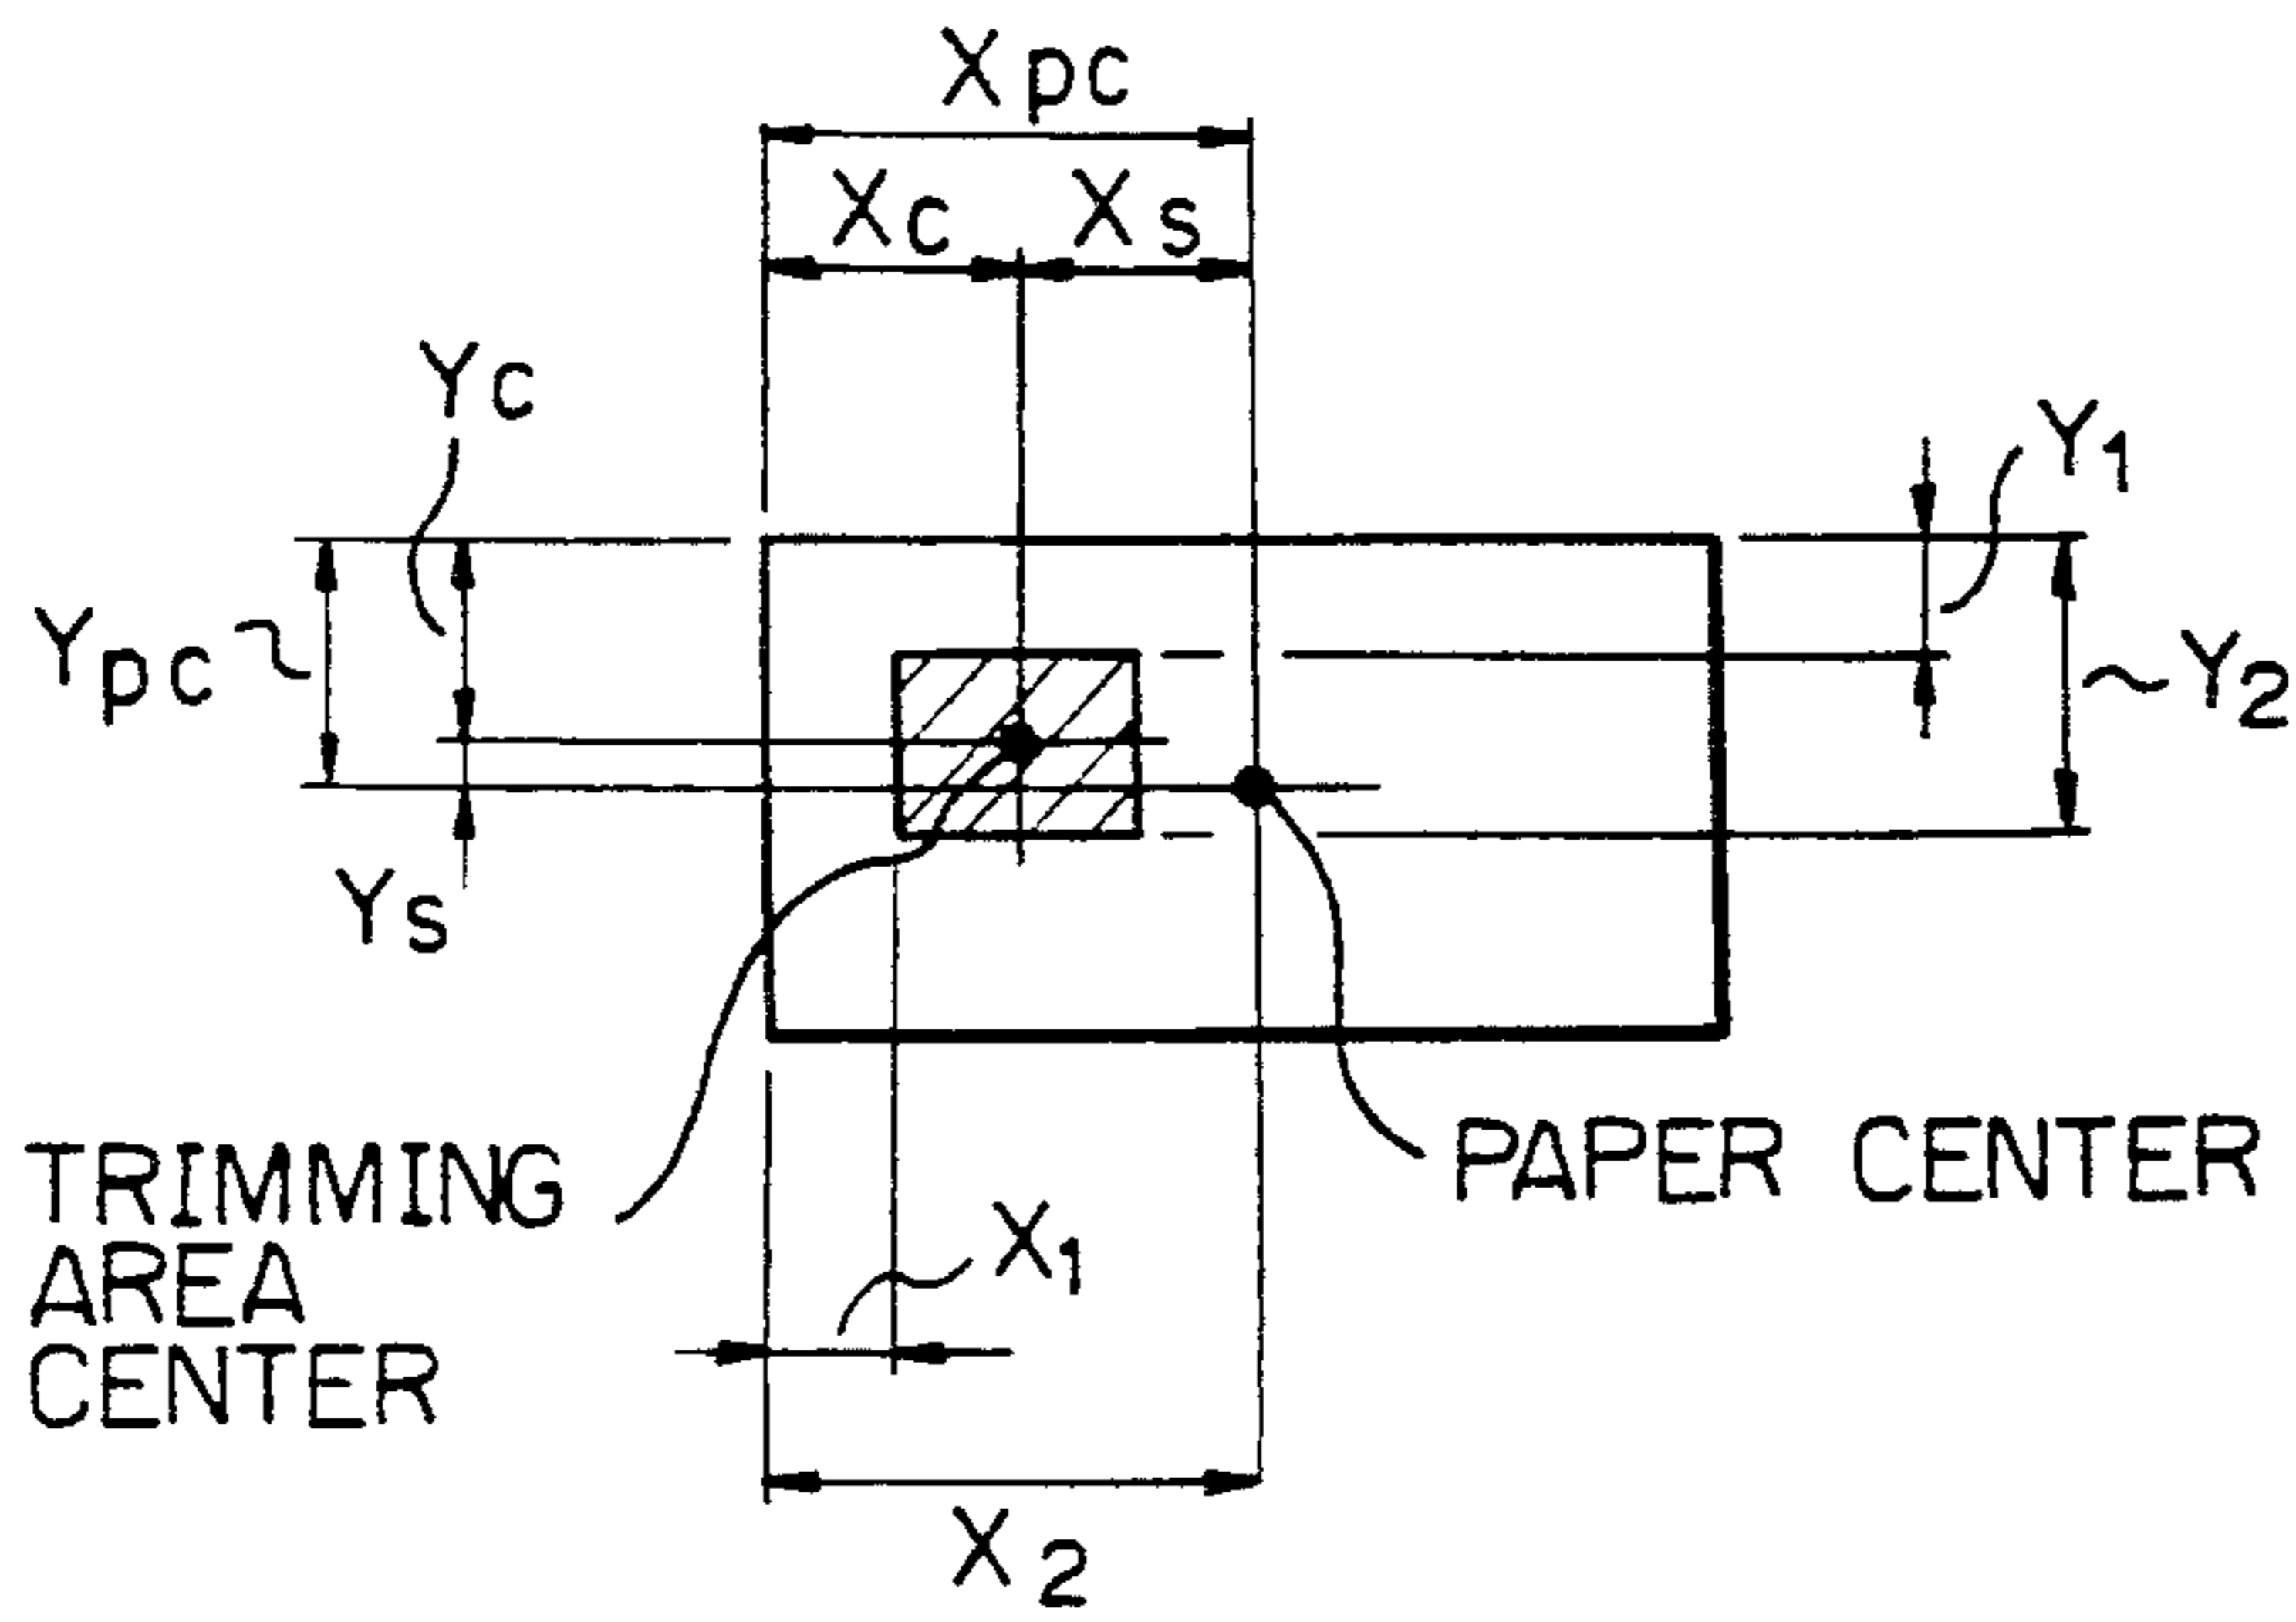 Xpc
Xc Xs
Yc
Y1
Ypc
Y2
Ys
PAPER CENTER
TRIMMING
AREA
CENTER
X1
X2